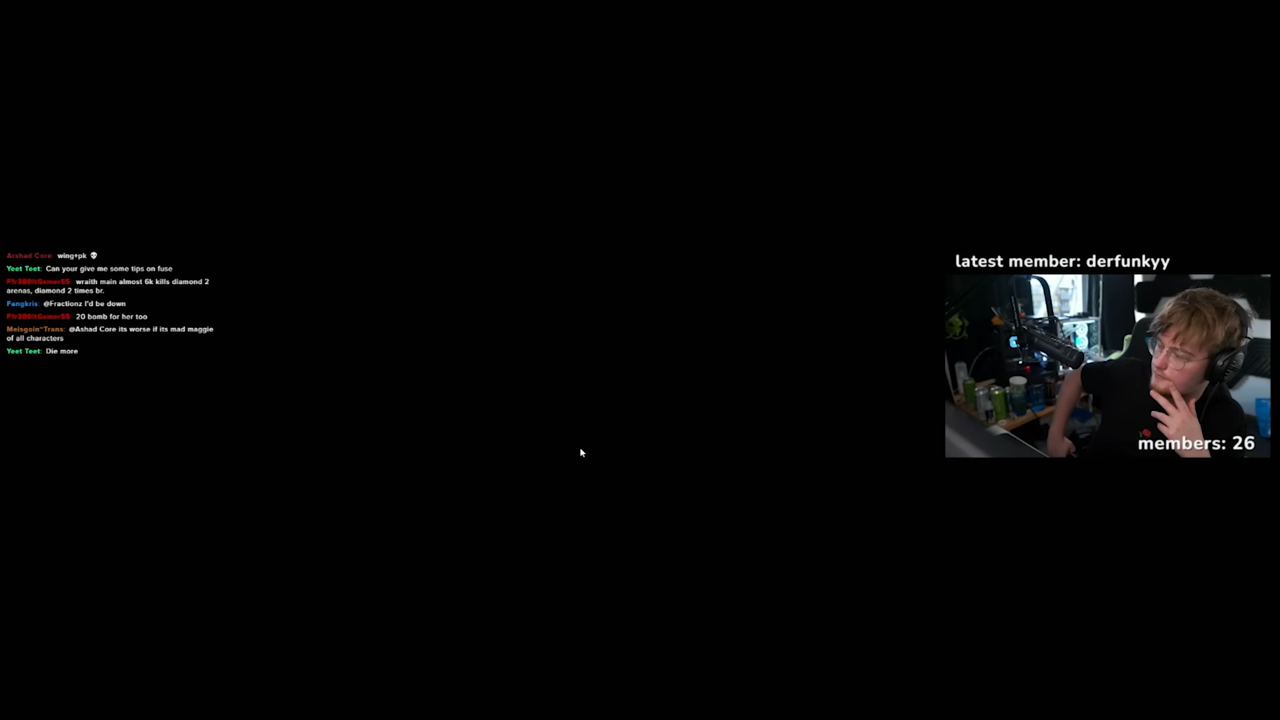 Arshad Core: wing+pk 💀
Yeet Teet: Can your give me some tips on fuse
wraith main almost 6k kills diamond 2
arenas, diamond 2 times br.
Fangkris: @Fractionz I'd be down
20 bomb for her too
Meisgoin"Trans: @Ashad Core its worse if its mad maggie
of all characters
Yeet Teet: Die more
latest member: derfunkyy
members: 26